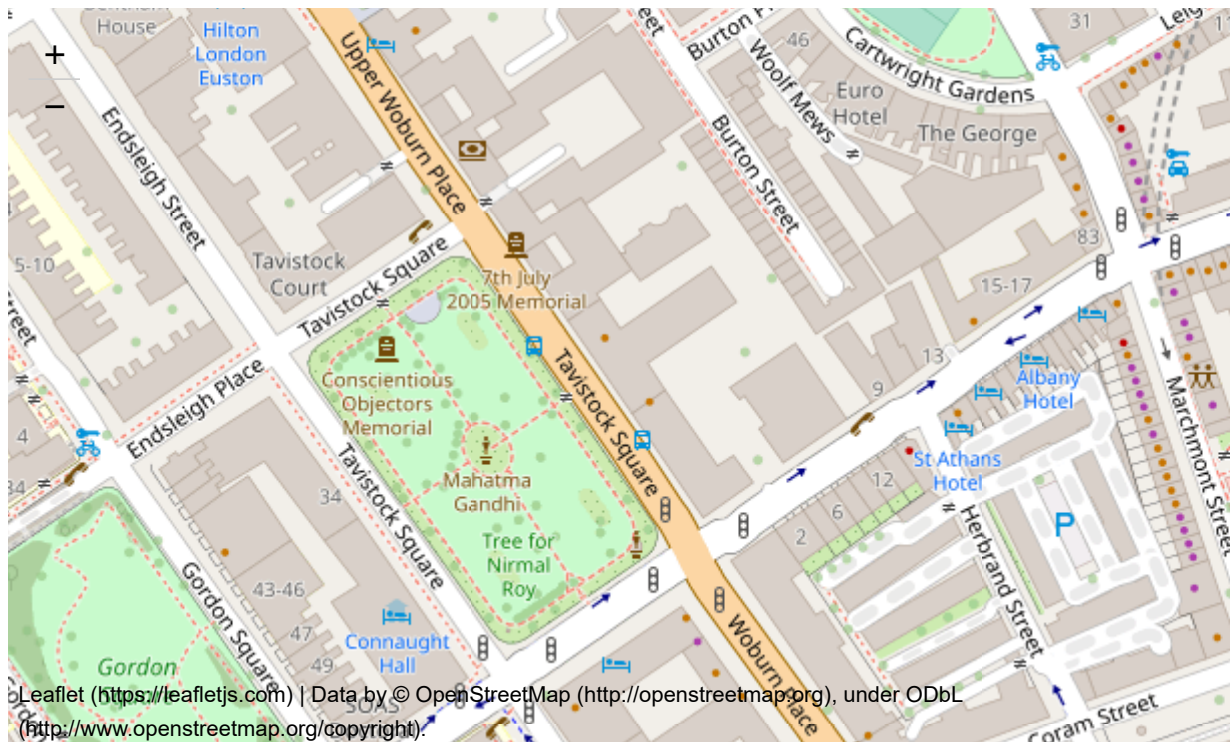 House
Hilton
London
Euston
Upper Woburn Place
Burton
Woolf Mews
46
Cartwright Gardens
31
Euro
Hotel
The George
+
−
Endsleigh Street
Burton Street
5-10
Tavistock
Court
Tavistock Square
7th July
2005 Memorial
83
15-17
13
9
Albany
Hotel
Conscientious
Objectors
Memorial
Tavistock Square
Endsleigh Place
4
Mahatma
Gandhi
34
Tavistock Square
St Athans
Hotel
12
6
2
P
Marchmont Street
Herbrand Street
Tree for
Nirmal
Roy
Gordon Square
43-46
47
49
Connaught
Hall
Woburn Place
Gordon
SOAS
Coram Street
Leaflet (https://leafletjs.com) | Data by © OpenStreetMap (http://openstreetmap.org), under ODbL
(http://www.openstreetmap.org/copyright).